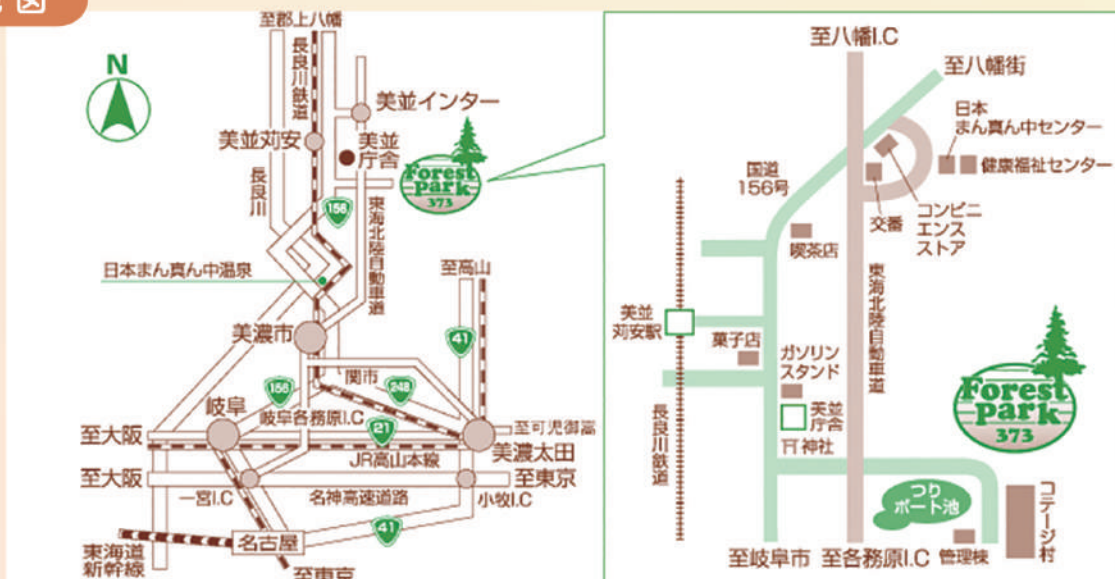 図
至郡上八幡
N
長良川鉄道
美並インター
美並苅安
美並
庁舎
Forest
park
373
長良川
156
東海北陸自動車道
日本まん真ん中温泉
至高山
美濃市
41
156
関市
248
岐阜
岐阜各務原I.C
21
至可児御嵩
至大阪
美濃太田
JR高山本線
至大阪
至東京
一宮I.C
名神高速道路
小牧I.C
41
名古屋
東海道
新幹線
至東京
至八幡I.C
至八幡街
日本
まん真ん中センター
健康福祉センター
国道
156号
交番
コンビニ
エンス
ストア
喫茶店
東海北陸自動車道
美並
苅安駅
菓子店
ガソリン
スタンド
美並
庁舎
神社
長良川鉄道
Forest
park
373
つり
ボート池
コテージ村
管理棟
至岐阜市
至各務原I.C